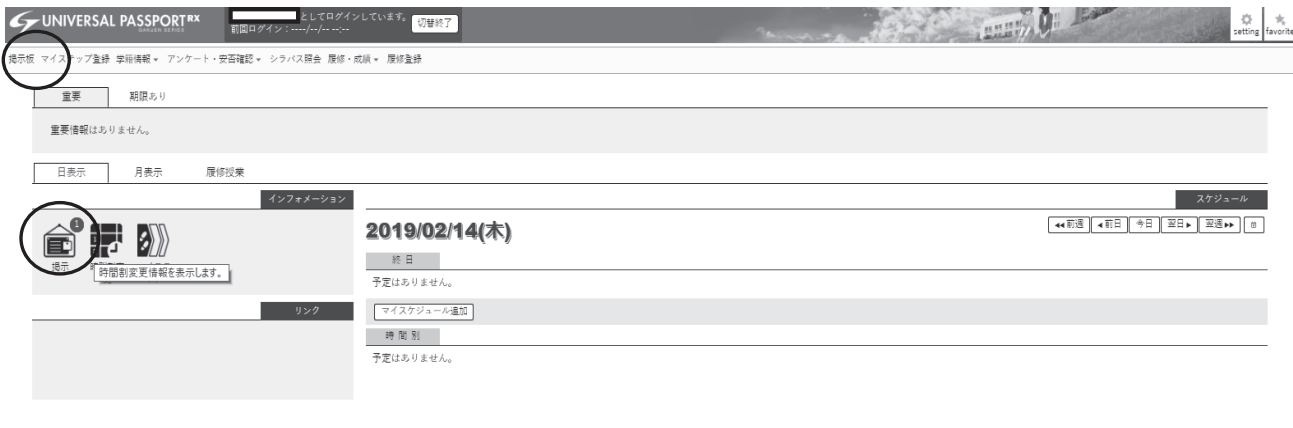 UNIVERSAL PASSPORT RX
GAKUEN SERIES
としてログインしています。
前回ログイン：----/--/-- --:--
切替終了
setting
favorite
掲示板 マイステップ登録 学籍情報 アンケート・安否確認 シラバス照会 履修・成績 履修登録
重要 期限あり
重要情報はありません。
日表示 月表示 履修授業
インフォメーション
1
掲示
時間割変更情報を表示します。
リンク
スケジュール
2019/02/14(木)
前週 前日 今日 翌日 翌週
終日
予定はありません。
マイスケジュール追加
時間別
予定はありません。